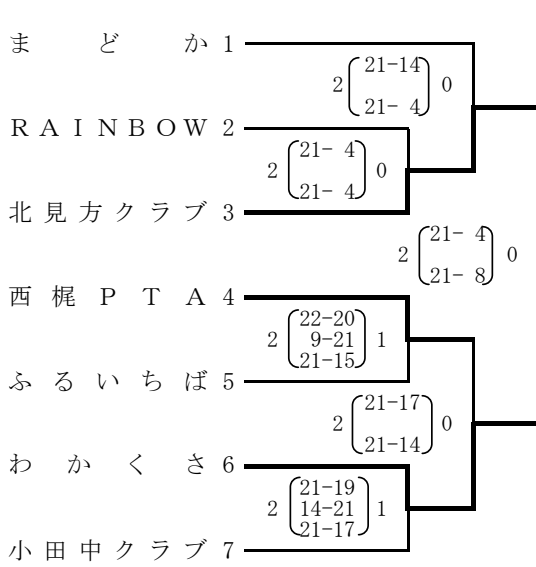 まどか 1
2 21-14 0
21- 4
RAINBOW 2
2 21- 4 0
21- 4
北見方クラブ 3
2 21- 4 0
21- 8
西梶PTA 4
2 22-20 1
9-21
21-15
ふるいちば 5
2 21-17 0
21-14
わかくさ 6
2 21-19 1
14-21
21-17
小田中クラブ 7